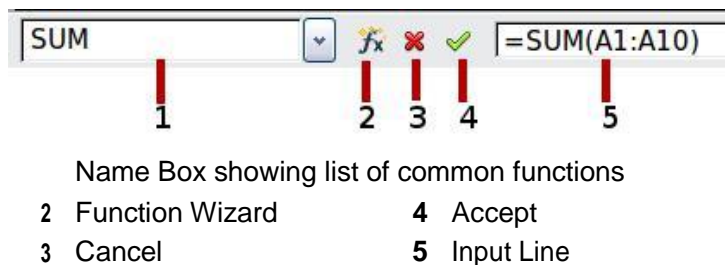 SUM fx =SUM(A1:A10)
1 2 3 4 5
Name Box showing list of common functions
2 Function Wizard 4 Accept
3 Cancel 5 Input Line